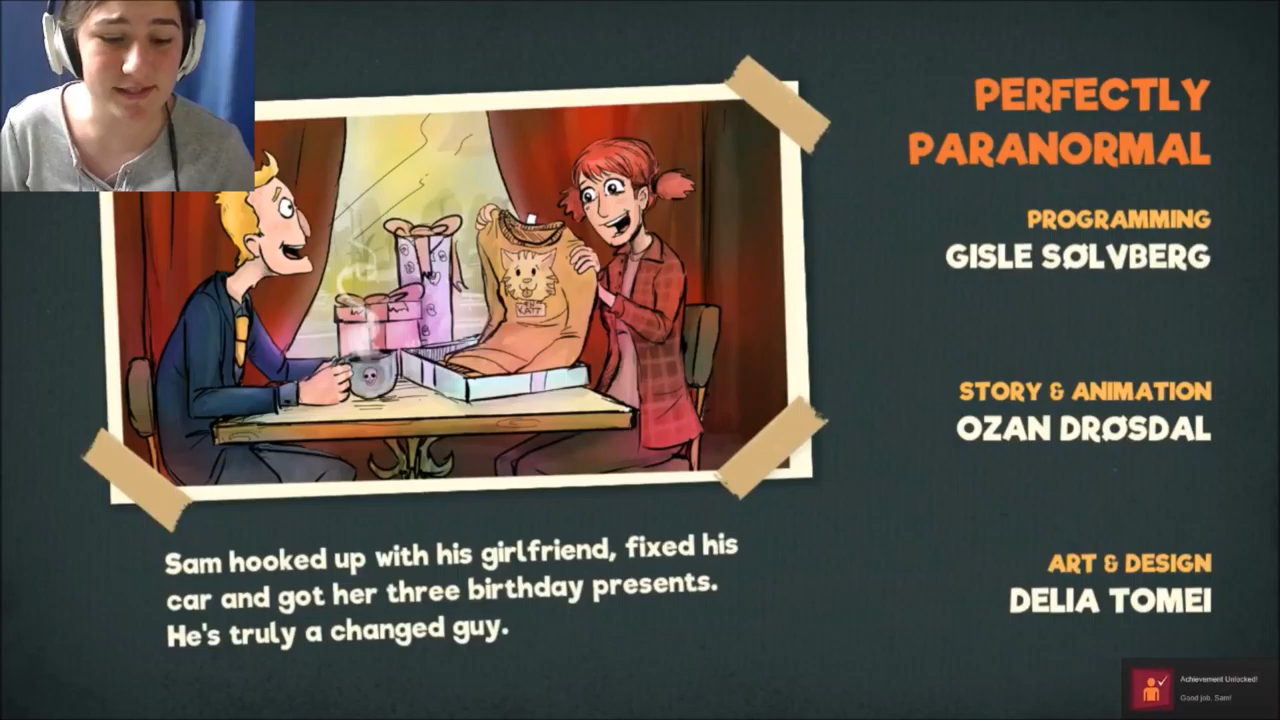 PERFECTLY
PARANORMAL
PROGRAMMING
GISLE SØLVBERG
STORY & ANIMATION
OZAN DRØSDAL
ART & DESIGN
DELIA TOMEI
KATT
Sam hooked up with his girlfriend, fixed his
car and got her three birthday presents.
He's truly a changed guy.
Achievement Unlocked!
Good job, Sam!